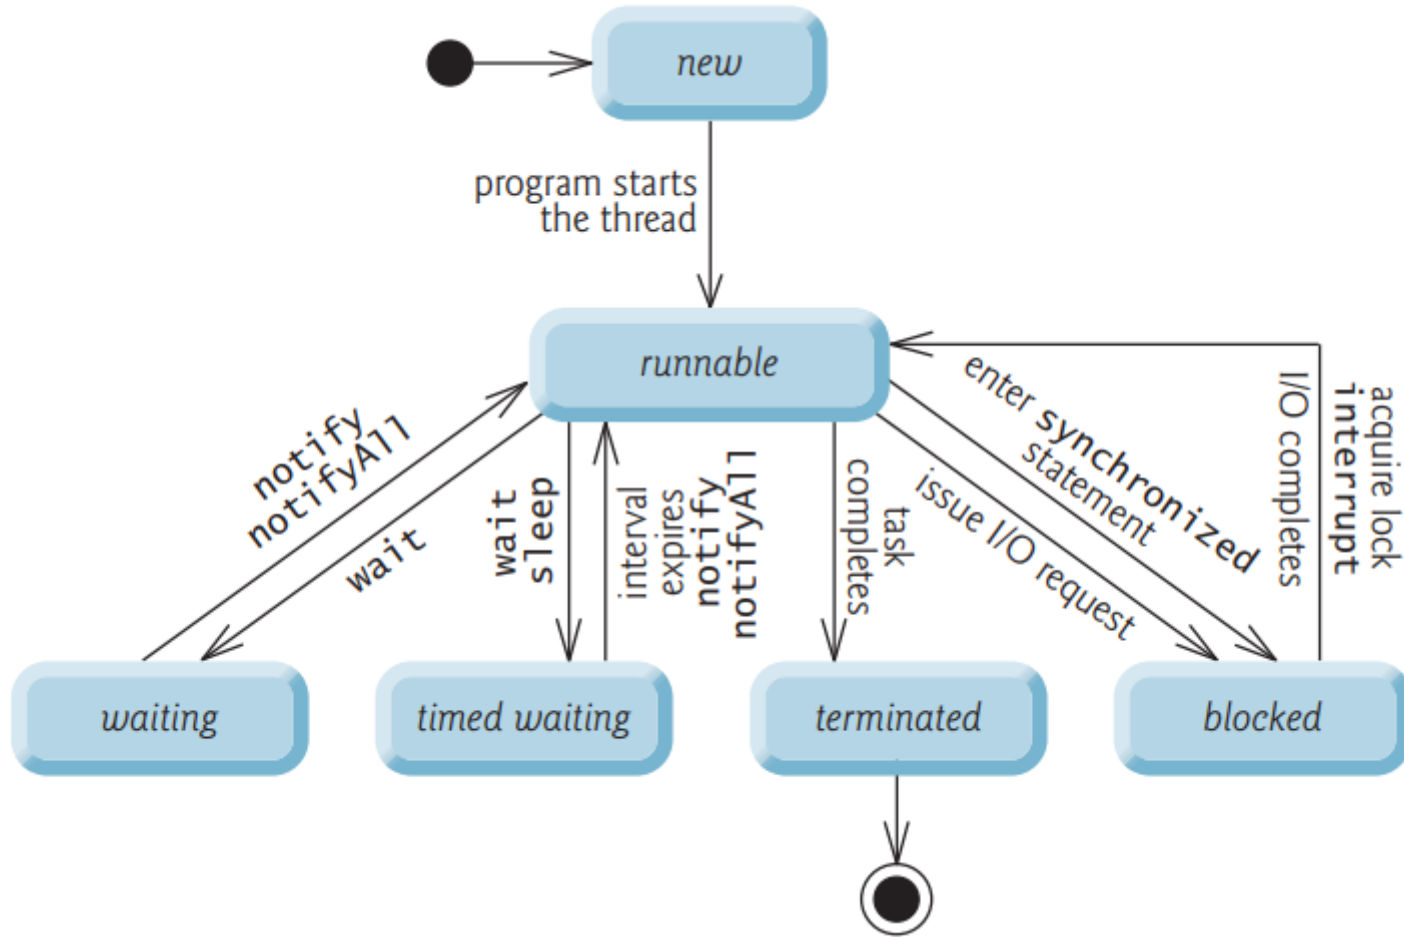 new
program starts
the thread
runnable
notify
notifyAll
wait
wait
sleep
interval
expires
notify
notifyAll
task
completes
issue I/O request
enter synchronized
statement
I/O completes
interrupt
acquire lock
waiting
timed waiting
terminated
blocked